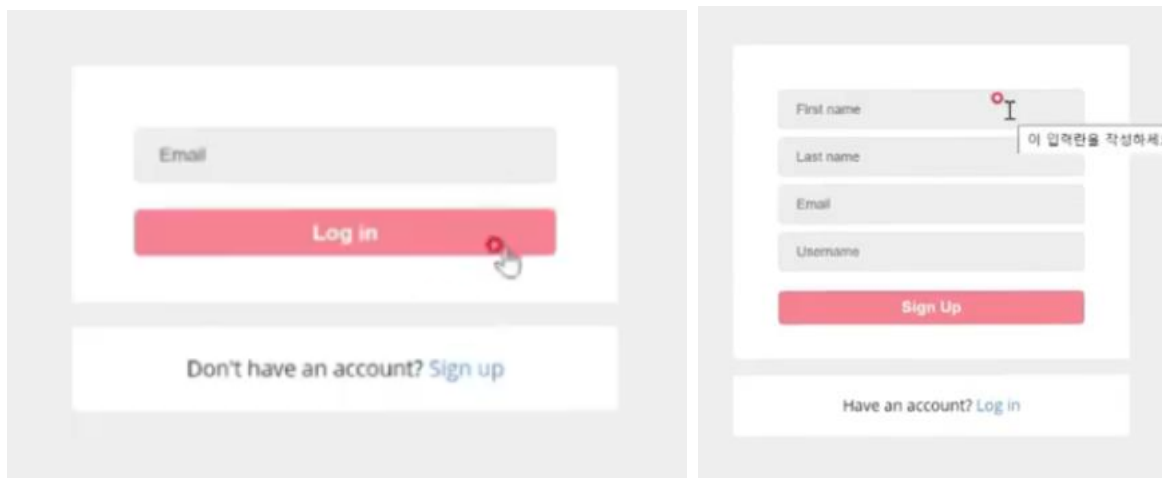 Email
Log in
Don't have an account? Sign up
First name
이 입력란을 작성하세
Last name
Email
Username
Sign Up
Have an account? Log in